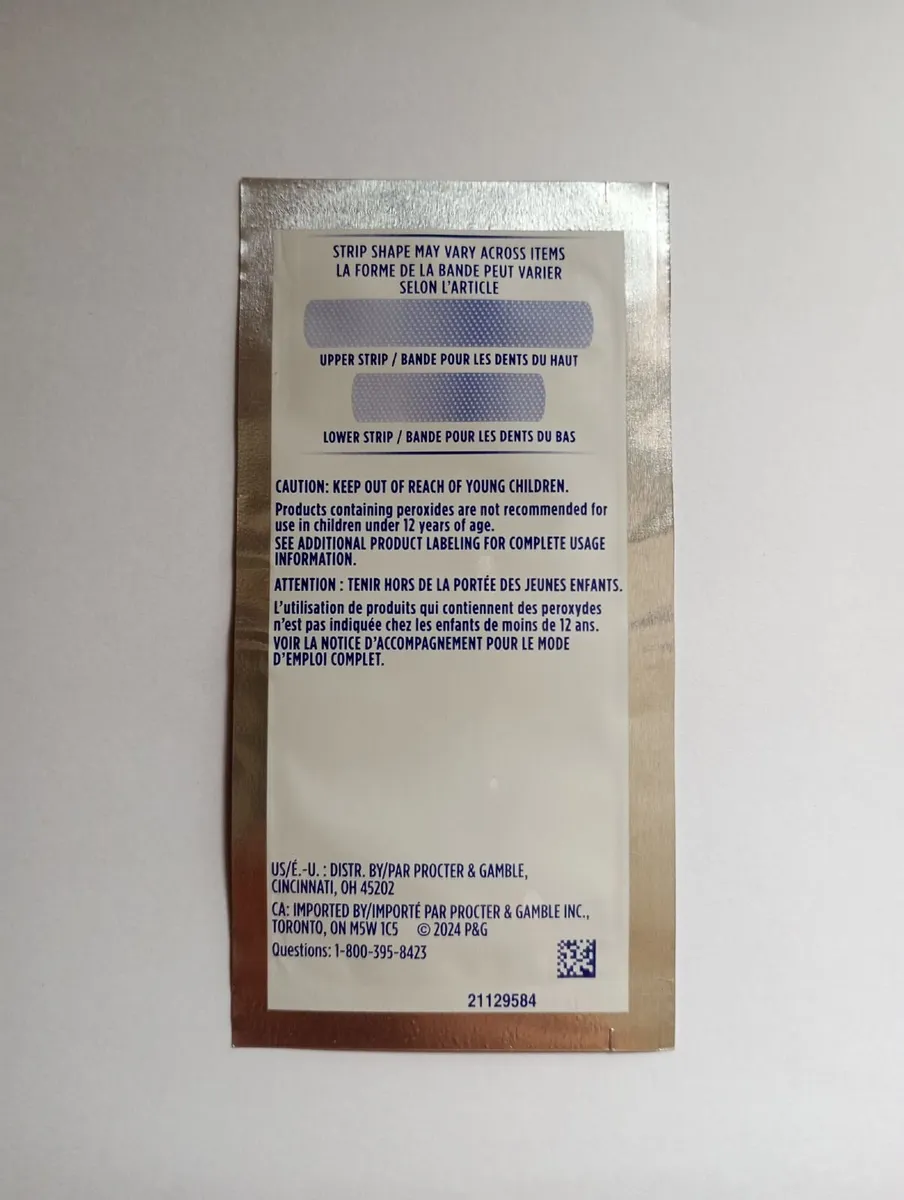 STRIP SHAPE MAY VARY ACROSS ITEMS
LA FORME DE LA BANDE PEUT VARIER
SELON L'ARTICLE
UPPER STRIP / BANDE POUR LES DENTS DU HAUT
LOWER STRIP / BANDE POUR LES DENTS DU BAS
CAUTION: KEEP OUT OF REACH OF YOUNG CHILDREN.
Products containing peroxides are not recommended for
use in children under 12 years of age.
SEE ADDITIONAL PRODUCT LABELING FOR COMPLETE USAGE
INFORMATION.
ATTENTION : TENIR HORS DE LA PORTÉE DES JEUNES ENFANTS.
L'utilisation de produits qui contiennent des peroxydes
n'est pas indiquée chez les enfants de moins de 12 ans.
VOIR LA NOTICE D'ACCOMPAGNEMENT POUR LE MODE
D'EMPLOI COMPLET.
US/É.-U. : DISTR. BY/PAR PROCTER & GAMBLE,
CINCINNATI, OH 45202
CA: IMPORTED BY/IMPORTÉ PAR PROCTER & GAMBLE INC.,
TORONTO, ON M5W 1C5 © 2024 P&G
Questions: 1-800-395-8423
21129584